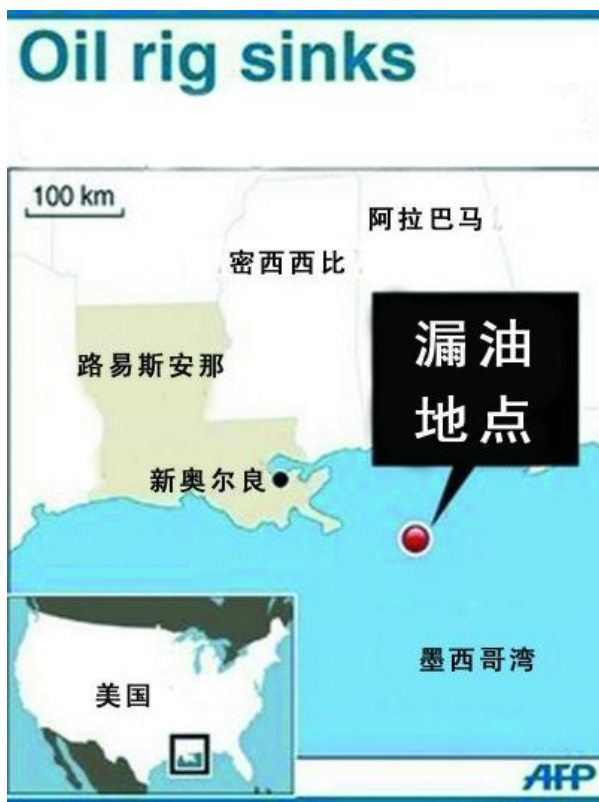 Oil rig sinks
100 km
阿拉巴马
密西西比
漏油
地点
路易斯安那
新奥尔良
墨西哥湾
美国
AFP